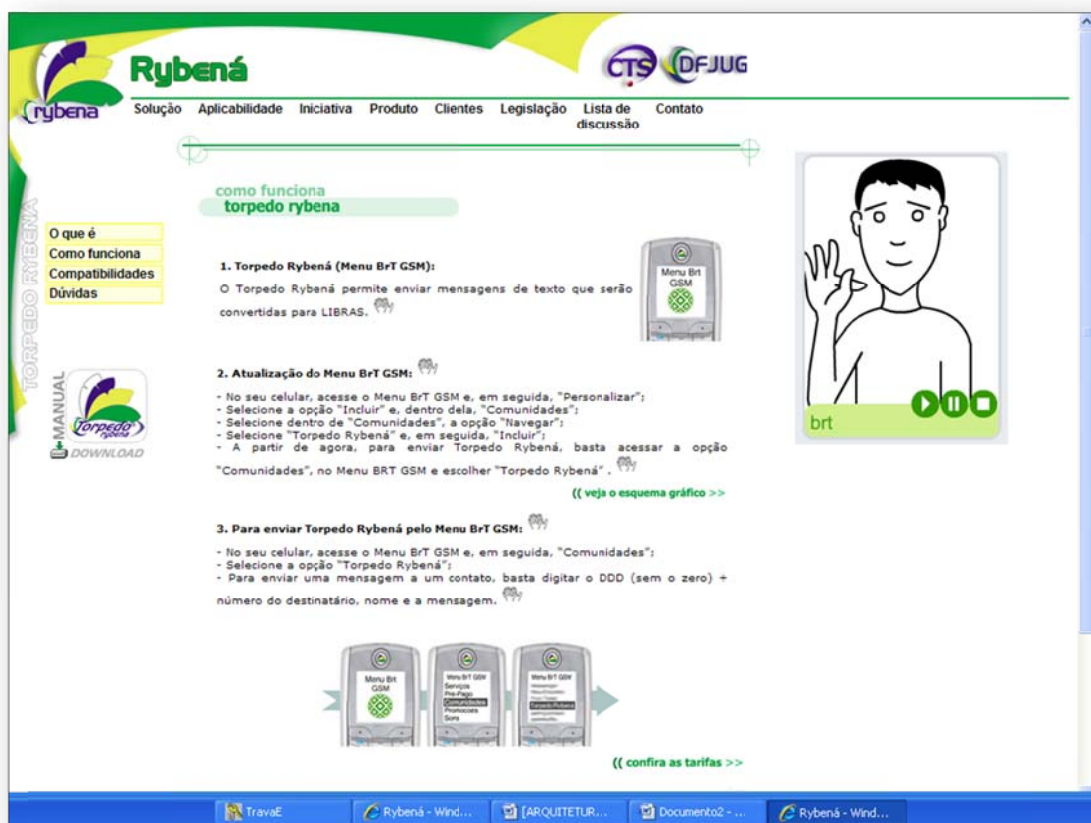 Rybená
CTS DFJUG
rybena
Solução Aplicabilidade Iniciativa Produto Clientes Legislação Lista de discussão Contato
como funciona
torpedo rybena
TORPEDO RYBENÁ
O que é
Como funciona
Compatibilidades
Dúvidas
MANUAL
Torpedo
rybena
DOWNLOAD
1. Torpedo Rybená (Menu BrT GSM):
O Torpedo Rybená permite enviar mensagens de texto que serão
convertidas para LIBRAS.
Menu Brt
GSM
2. Atualização do Menu BrT GSM:
- No seu celular, acesse o Menu BrT GSM e, em seguida, "Personalizar";
- Selecione a opção "Incluir" e, dentro dela, "Comunidades";
- Selecione dentro de "Comunidades", a opção "Navegar";
- Selecione "Torpedo Rybená" e, em seguida, "Incluir";
- A partir de agora, para enviar Torpedo Rybená, basta acessar a opção
"Comunidades", no Menu BRT GSM e escolher "Torpedo Rybená" .
(( veja o esquema gráfico >>
3. Para enviar Torpedo Rybená pelo Menu BrT GSM:
- No seu celular, acesse o Menu BrT GSM e, em seguida, "Comunidades";
- Selecione a opção "Torpedo Rybená";
- Para enviar uma mensagem a um contato, basta digitar o DDD (sem o zero) +
número do destinatário, nome e a mensagem.
Menu Brt
GSM
Menu BrT GSM
Serviços
Pré-Pago
Comunidades
Promocoes
Sons
Menu BrT GSM
Torpedo Rybena
(( confira as tarifas >>
brt
TravaE
Rybená - Wind...
[ARQUITETUR...
Documento2 - ...
Rybená - Wind...